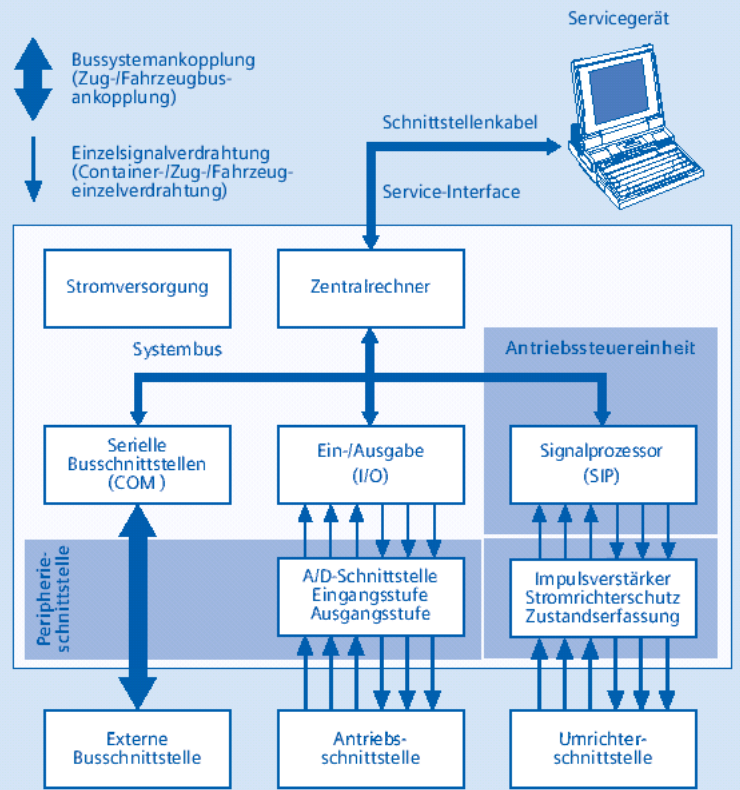 Servicegerät
Bussystemankopplung
(Zug-/Fahrzeugbus-
ankopplung)
Schnittstellenkabel
Einzelsignalverdrahtung
(Container-/Zug-/Fahrzeug-
einzelverdrahtung)
Service-Interface
Stromversorgung
Zentralrechner
Systembus
Antriebssteuereinheit
Serielle
Busschnittstellen
(COM )
Ein-/Ausgabe
(I/O)
Signalprozessor
(SIP)
Peripherie-
schnittstelle
A/D-Schnittstelle
Eingangsstufe
Ausgangsstufe
Impulsverstärker
Stromrichterschutz
Zustandserfassung
Externe
Busschnittstelle
Antriebs-
schnittstelle
Umrichter-
schnittstelle